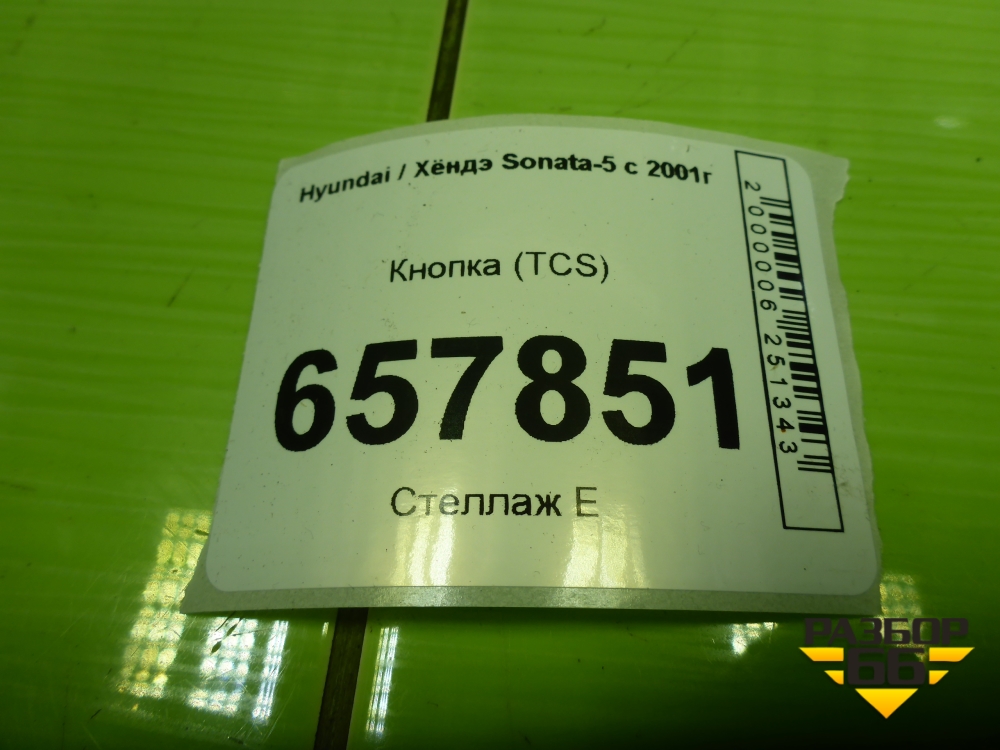 Hyundai / Хёндэ Sonata-5 с 2001г
Кнопка (TCS)
657851
Стеллаж Е
2000006251343
РАЗБОР
66